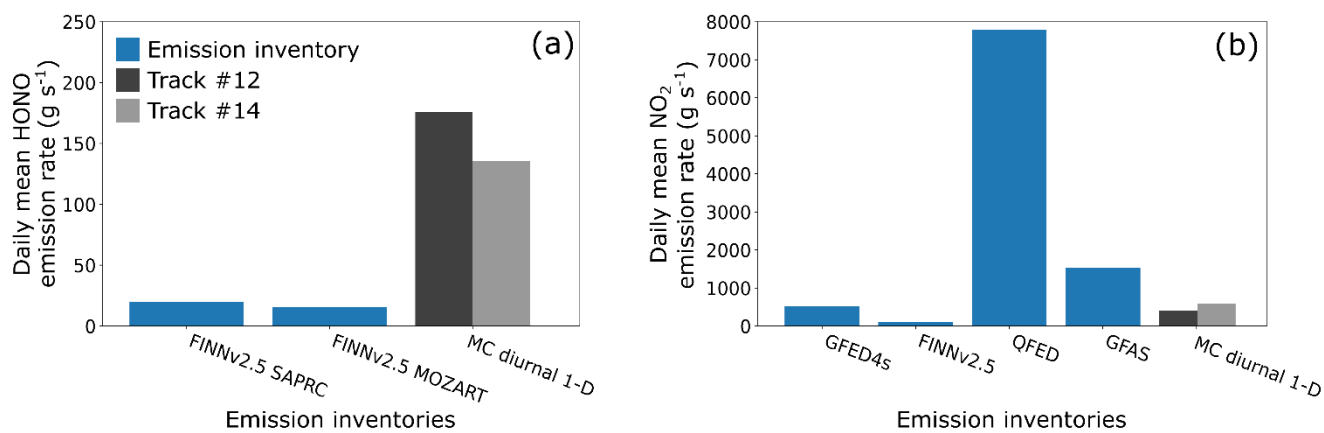 (a)
Emission inventory
Track #12
Track #14
Daily mean HONO
emission rate (g s⁻¹)
250
200
150
100
50
0
FINNv2.5 SAPRC
FINNv2.5 MOZART
MC diurnal 1-D
Emission inventories
(b)
Daily mean NO₂
emission rate (g s⁻¹)
8000
7000
6000
5000
4000
3000
2000
1000
0
GFED4s
FINNv2.5
QFED
GFAS
MC diurnal 1-D
Emission inventories